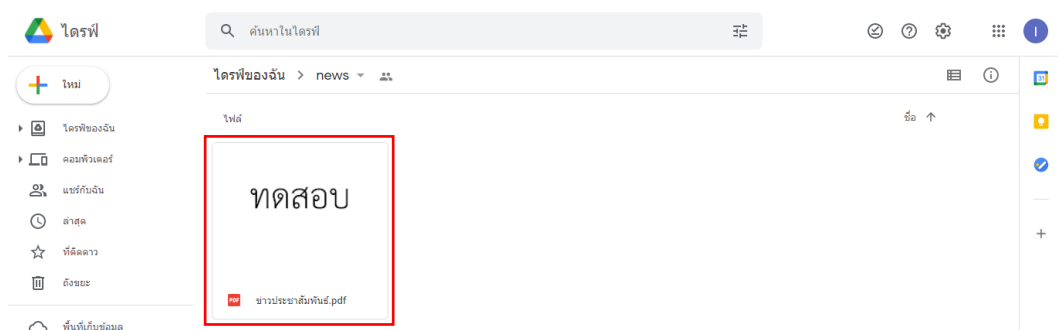 ไดรฟ์
ค้นหาในไดรฟ์
I
ใหม่
ไดรฟ์ของฉัน > news
31
ไดรฟ์ของฉัน
ไฟล์
ชื่อ
คอมพิวเตอร์
แชร์กับฉัน
ทดสอบ
ล่าสุด
ที่ติดดาว
ถังขยะ
PDF ข่าวประชาสัมพันธ์.pdf
พื้นที่เก็บข้อมูล